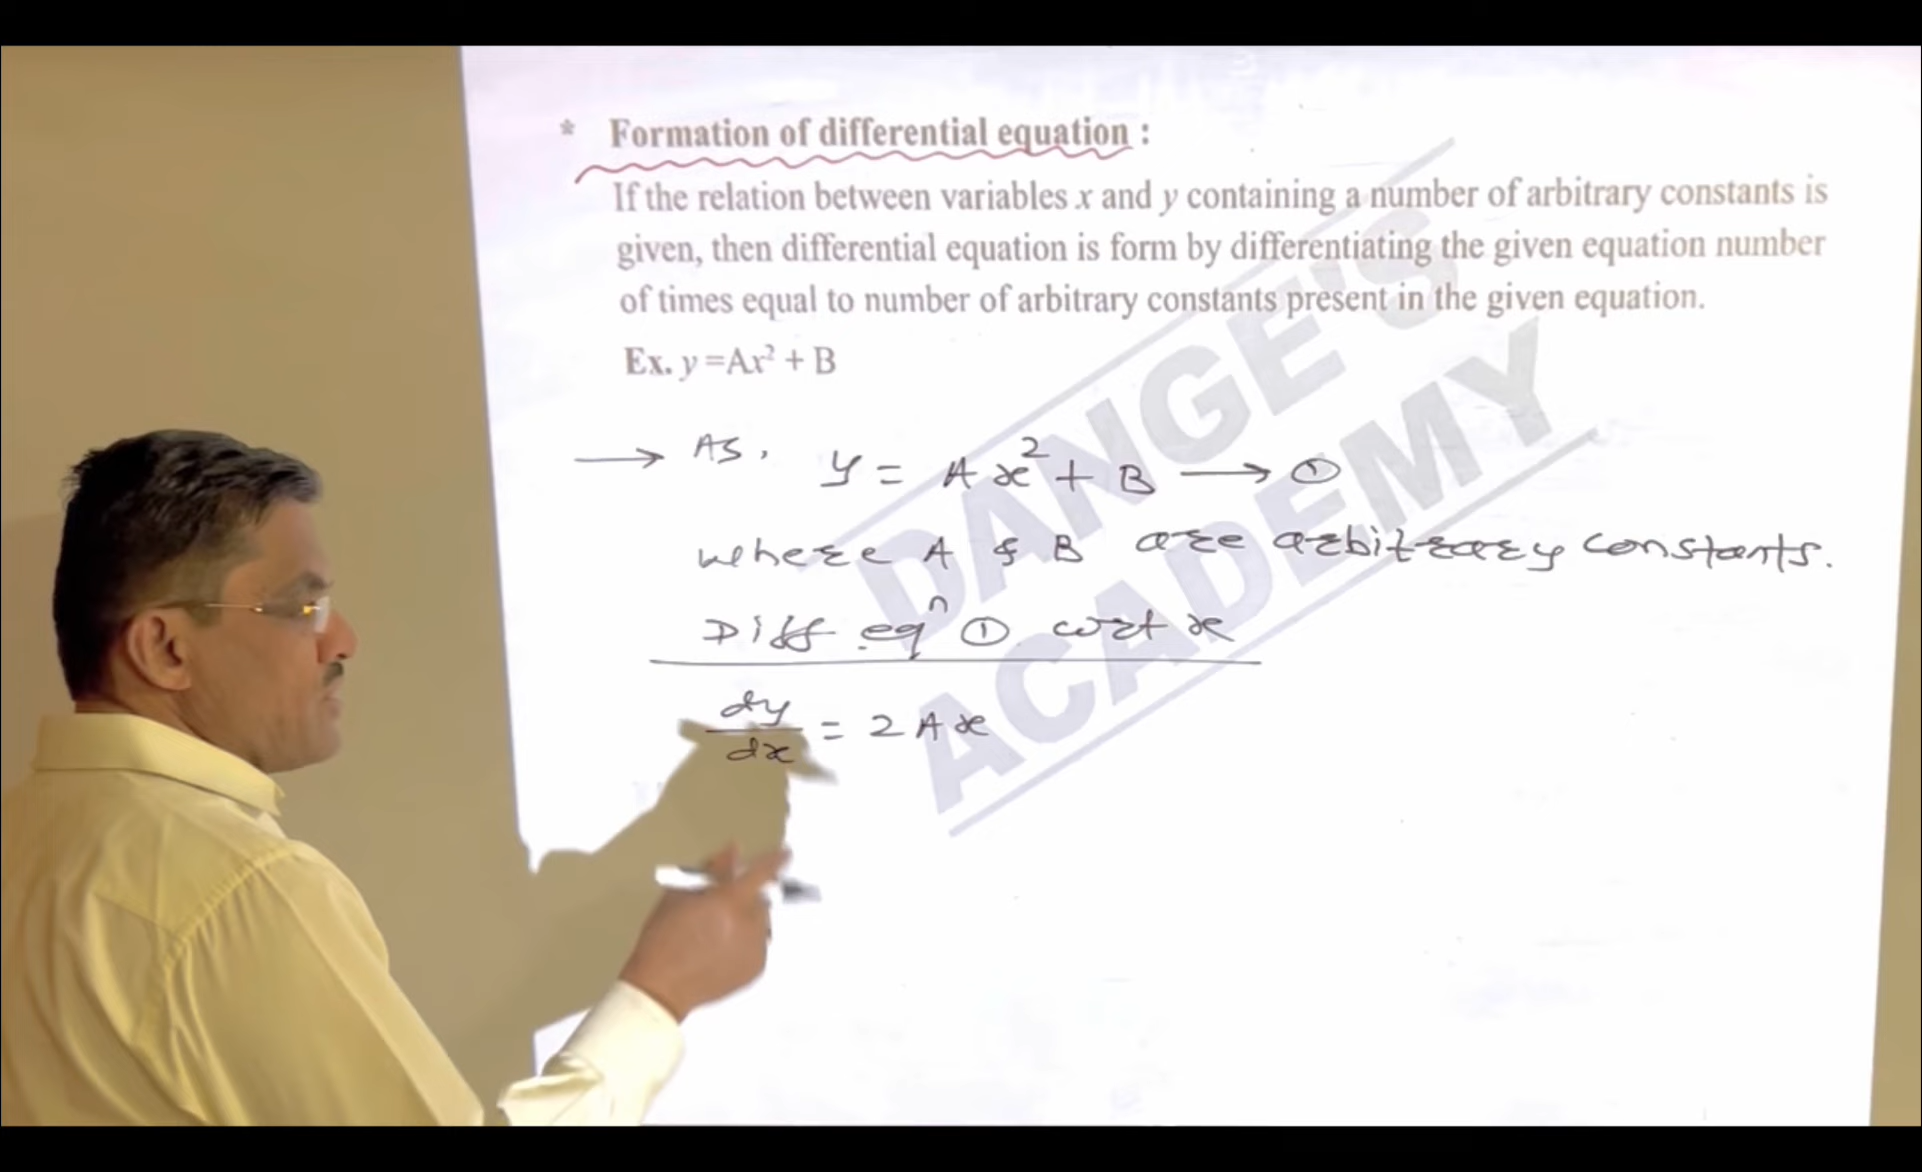 * Formation of differential equation :
If the relation between variables x and y containing a number of arbitrary constants is
given, then differential equation is form by differentiating the given equation number
of times equal to number of arbitrary constants present in the given equation.
Ex. y =Ax² + B
→ As, y = Ax² + B → ①
where A & B are arbitrary constants.
Diff. eqⁿ ① wrt x
dy/dx = 2Ax
DANGE'S
ACADEMY